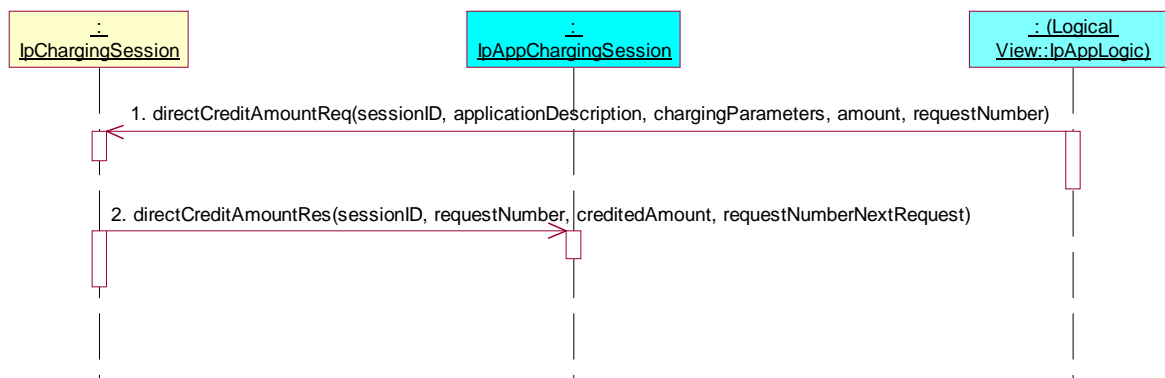 :
IpChargingSession
:
IpAppChargingSession
: (Logical
View::IpAppLogic)
1. directCreditAmountReq(sessionID, applicationDescription, chargingParameters, amount, requestNumber)
2. directCreditAmountRes(sessionID, requestNumber, creditedAmount, requestNumberNextRequest)